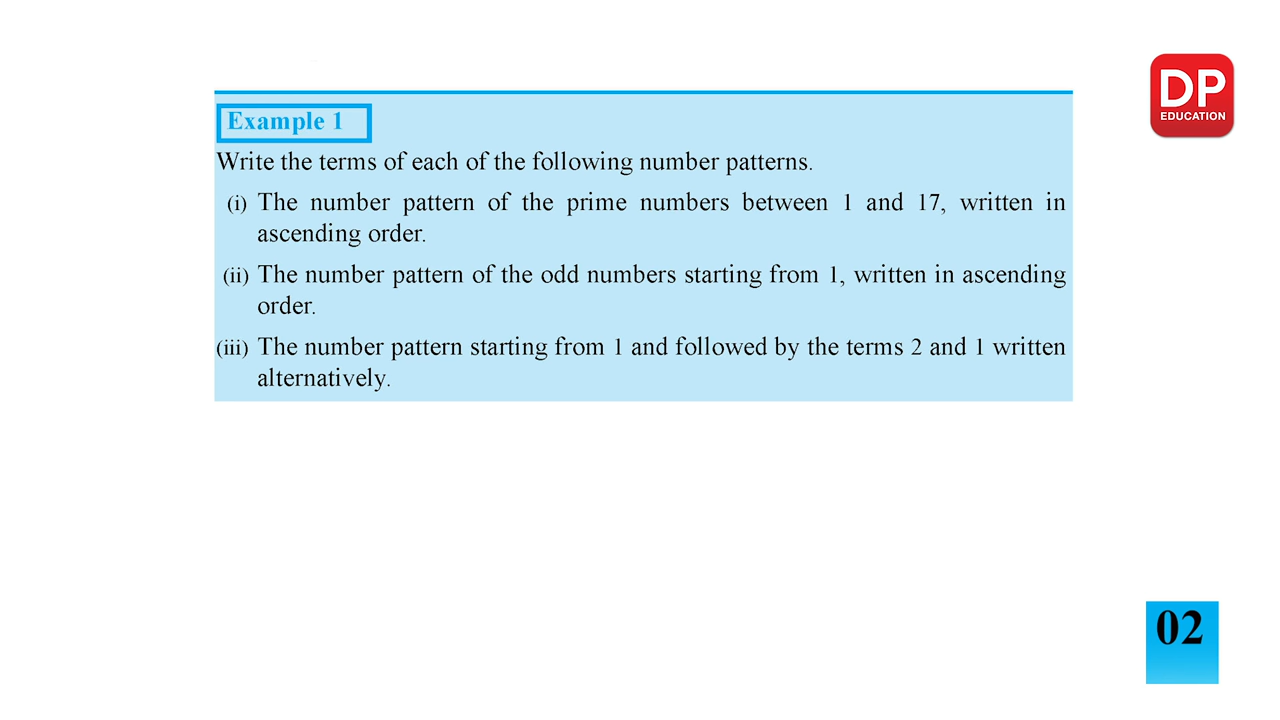 DP
EDUCATION
Example 1
Write the terms of each of the following number patterns.
(i) The number pattern of the prime numbers between 1 and 17, written in
ascending order.
(ii) The number pattern of the odd numbers starting from 1, written in ascending
order.
(iii) The number pattern starting from 1 and followed by the terms 2 and 1 written
alternatively.
02